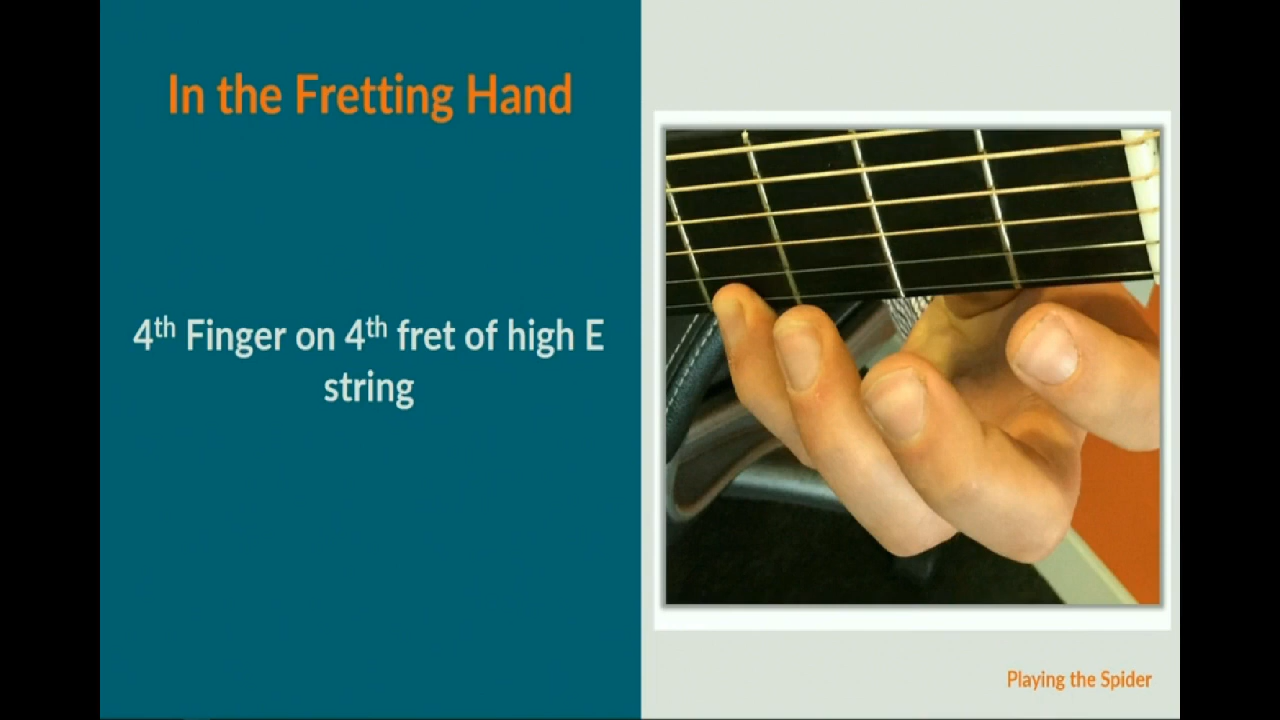 In the Fretting Hand
4th Finger on 4th fret of high E
string
Playing the Spider